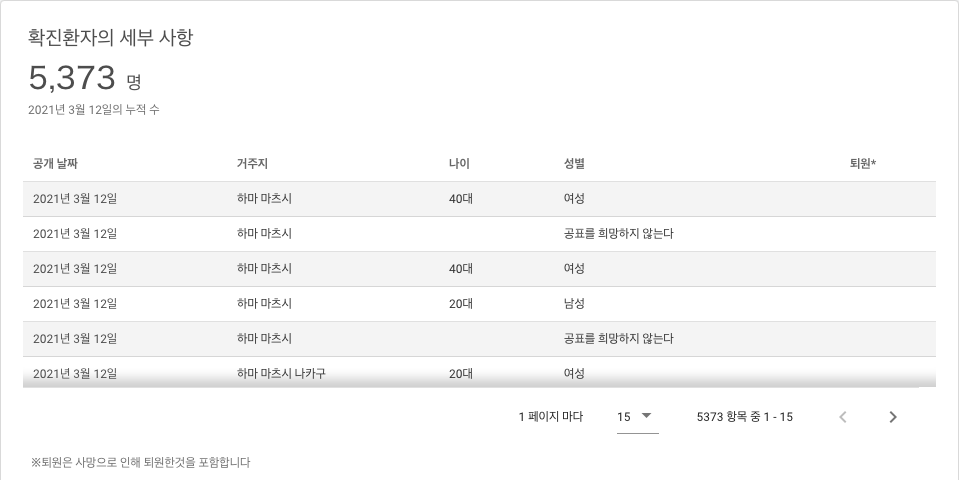 확진환자의 세부 사항
5,373 명
2021년 3월 12일의 누적 수
공개 날짜 거주지 나이 성별 퇴원*
2021년 3월 12일 하마 마츠시 40대 여성
2021년 3월 12일 하마 마츠시 공표를 희망하지 않는다
2021년 3월 12일 하마 마츠시 40대 여성
2021년 3월 12일 하마 마츠시 20대 남성
2021년 3월 12일 하마 마츠시 공표를 희망하지 않는다
2021년 3월 12일 하마 마츠시 나카구 20대 여성
1 페이지 마다 15 5373 항목 중 1 - 15
※퇴원은 사망으로 인해 퇴원한것을 포함합니다